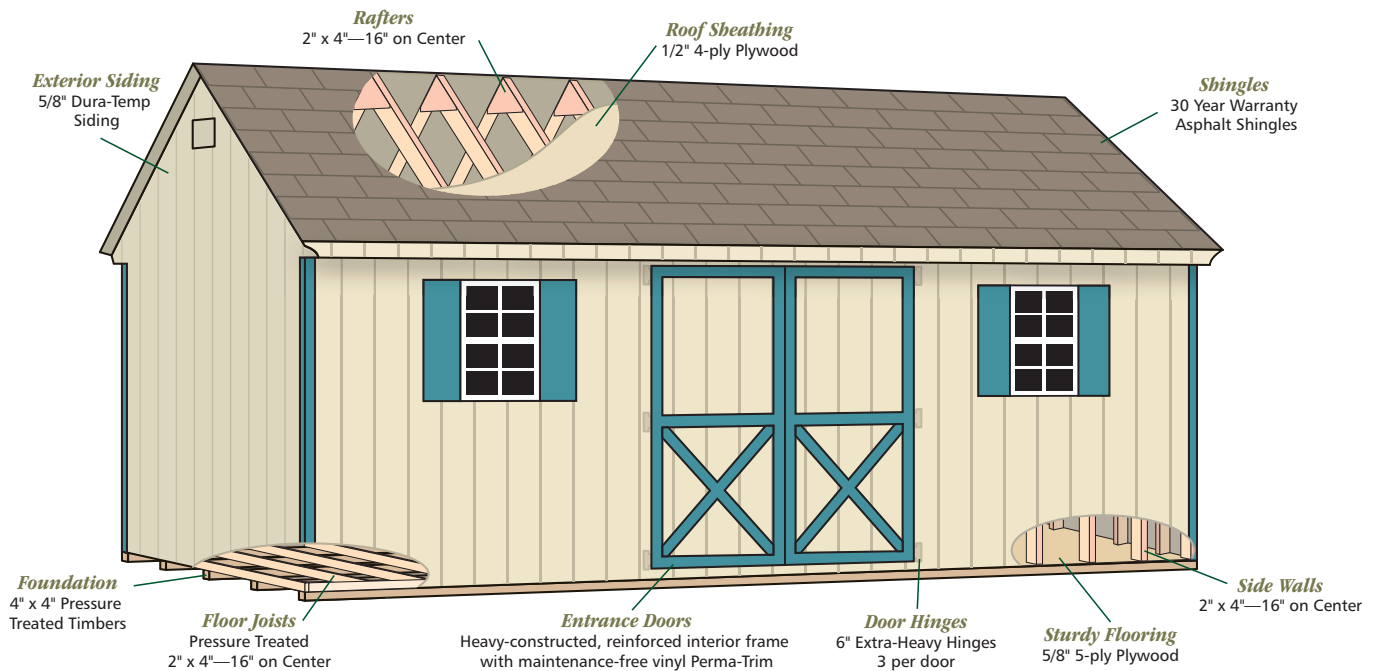 Rafters
2" x 4"—16" on Center
Roof Sheathing
1/2" 4-ply Plywood
Exterior Siding
5/8" Dura-Temp
Siding
Shingles
30 Year Warranty
Asphalt Shingles
Foundation
4" x 4" Pressure
Treated Timbers
Floor Joists
Pressure Treated
2" x 4"—16" on Center
Entrance Doors
Heavy-constructed, reinforced interior frame
with maintenance-free vinyl Perma-Trim
Door Hinges
6" Extra-Heavy Hinges
3 per door
Sturdy Flooring
5/8" 5-ply Plywood
Side Walls
2" x 4"—16" on Center